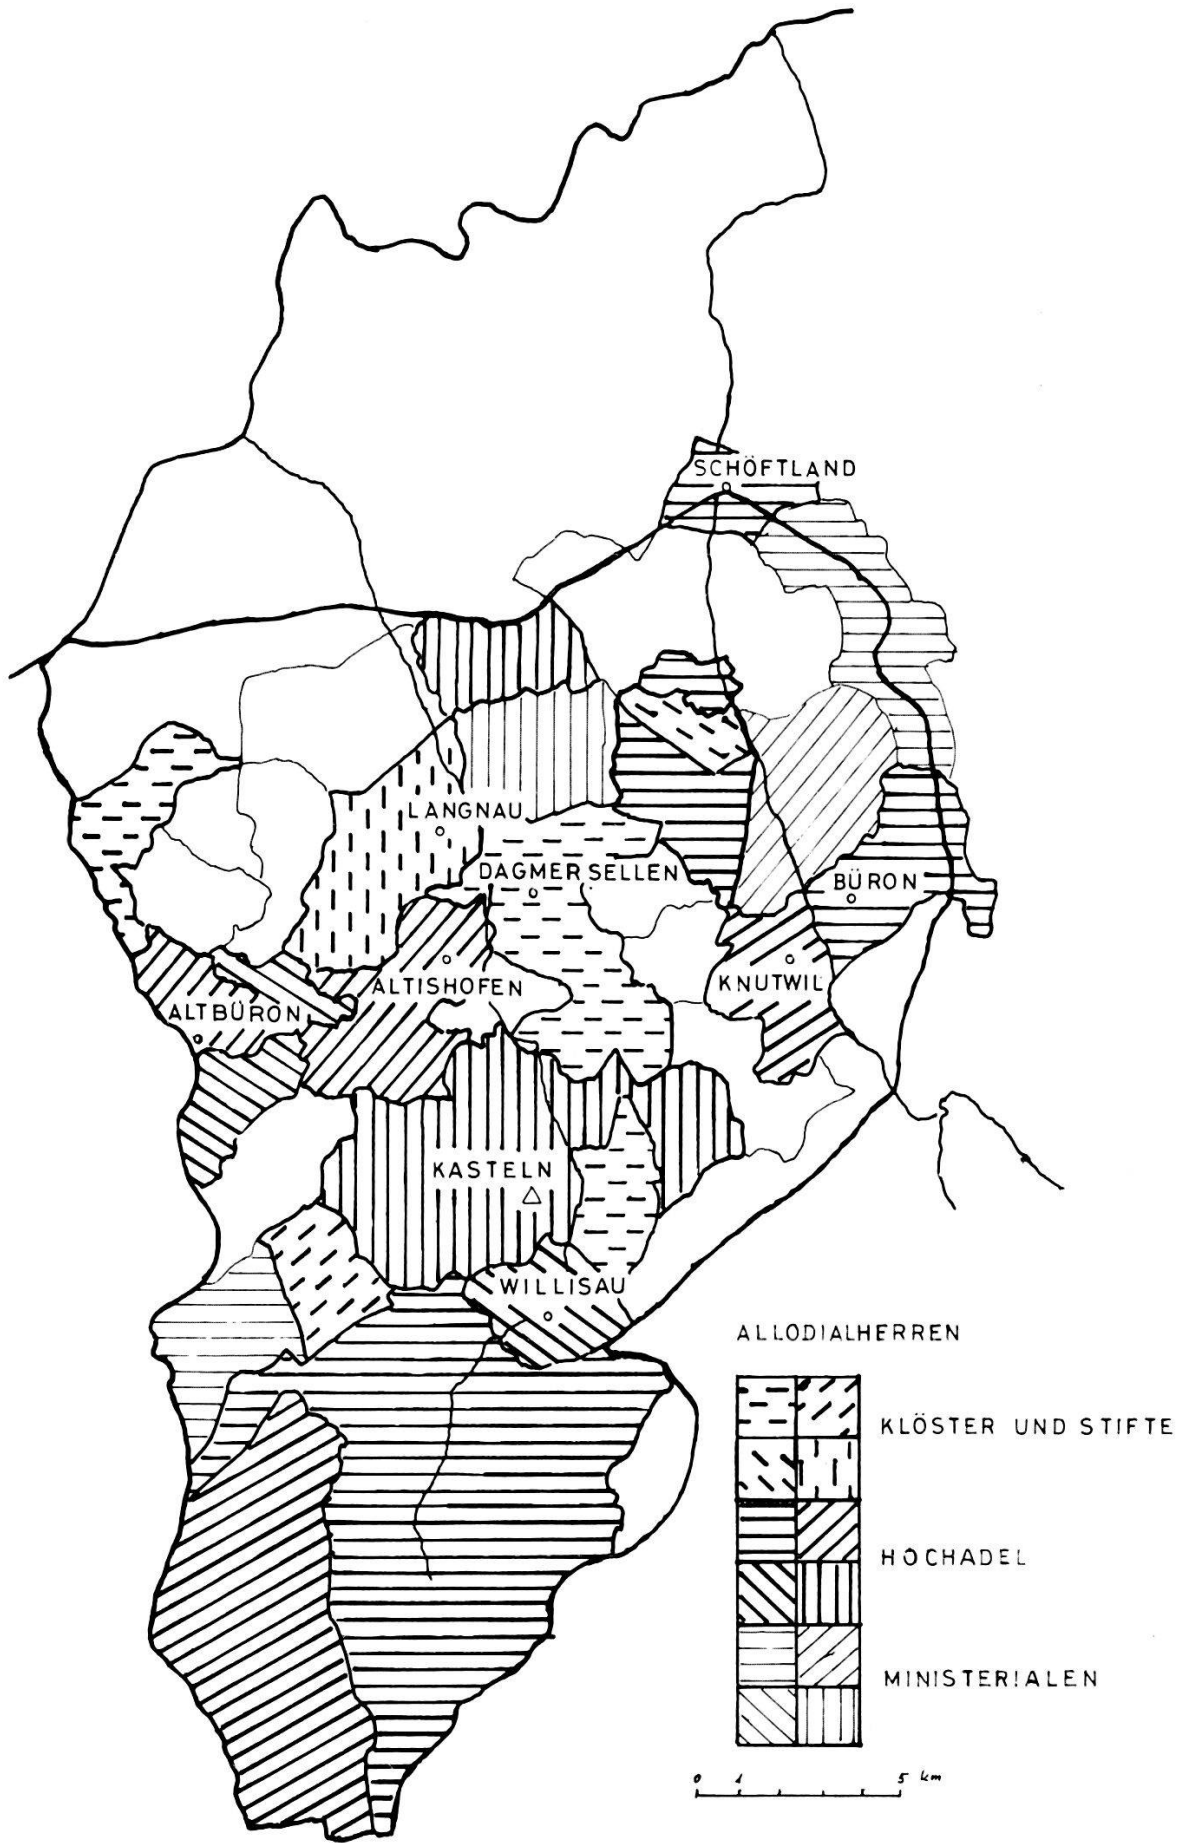 SCHÖFTLAND
LANGNAU
DAGMERSELLEN
BÜRON
ALTISHOFEN
KNUTWIL
ALTBÜRON
KASTELN
WILLISAU
ALLODIALHERREN
KLÖSTER UND STIFTE
HOCHADEL
MINISTERIALEN
0 1 5 km